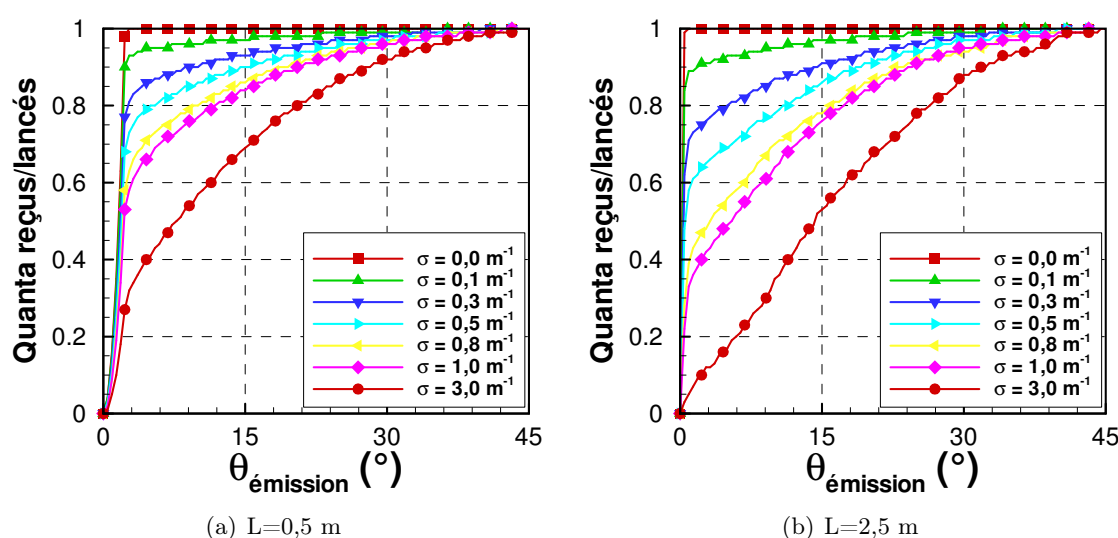 Quanta reçus/lancés
1
0.8
0.6
0.4
0.2
0
0
15
30
45
θémission (°)
σ = 0,0 m-1
σ = 0,1 m-1
σ = 0,3 m-1
σ = 0,5 m-1
σ = 0,8 m-1
σ = 1,0 m-1
σ = 3,0 m-1
(a) L=0,5 m
Quanta reçus/lancés
1
0.8
0.6
0.4
0.2
0
0
15
30
45
θémission (°)
σ = 0,0 m-1
σ = 0,1 m-1
σ = 0,3 m-1
σ = 0,5 m-1
σ = 0,8 m-1
σ = 1,0 m-1
σ = 3,0 m-1
(b) L=2,5 m